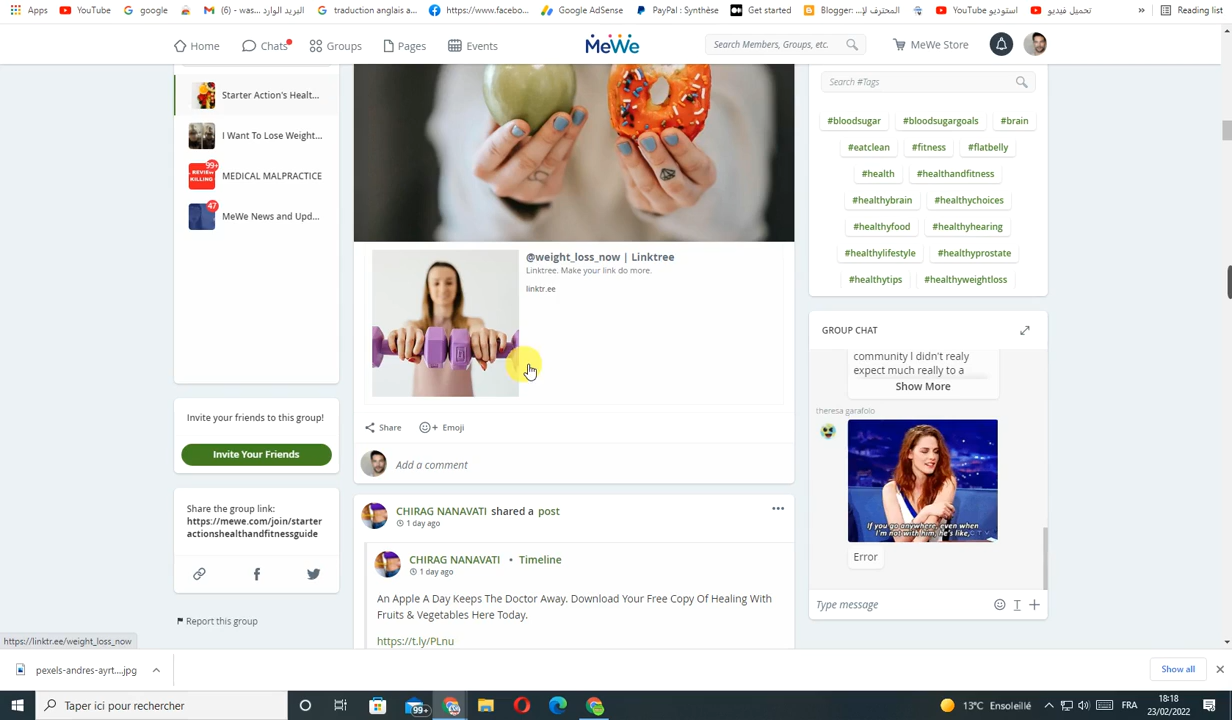 Apps
YouTube
google
(6) - was... البريد الوارد
traduction anglais a...
https://www.facebo...
Google AdSense
PayPal : Synthèse
Get started
Blogger: ...المحترف لإ
YouTube استوديو
تحميل فيديو
»
Reading list
Home
Chats
Groups
Pages
Events
MeWe
Search Members, Groups, etc.
MeWe Store
Starter Action's Healt...
I Want To Lose Weight...
99+
REVIEW
KILLING
MEDICAL MALPRACTICE
47
MeWe News and Upd...
Invite your friends to this group!
Invite Your Friends
Share the group link:
https://mewe.com/join/starter
actionshealthandfitnessguide
Report this group
https://linktr.ee/weight_loss_now
@weight_loss_now | Linktree
Linktree. Make your link do more.
linktr.ee
Share
Emoji
Add a comment
CHIRAG NANAVATI shared a post
1 day ago
CHIRAG NANAVATI • Timeline
1 day ago
An Apple A Day Keeps The Doctor Away. Download Your Free Copy Of Healing With
Fruits & Vegetables Here Today.
https://t.ly/PLnu
Search #Tags
#bloodsugar #bloodsugargoals #brain
#eatclean #fitness #flatbelly
#health #healthandfitness
#healthybrain #healthychoices
#healthyfood #healthyhearing
#healthylifestyle #healthyprostate
#healthytips #healthyweightloss
GROUP CHAT
community I didn't realy
expect much really to a
Show More
theresa garafolo
If you go anywhere, even when
I'm not with him, he's like,
Error
Type message
pexels-andres-ayrt....jpg
Show all
Taper ici pour rechercher
99+
13°C Ensoleillé
FRA
18:18
23/02/2022